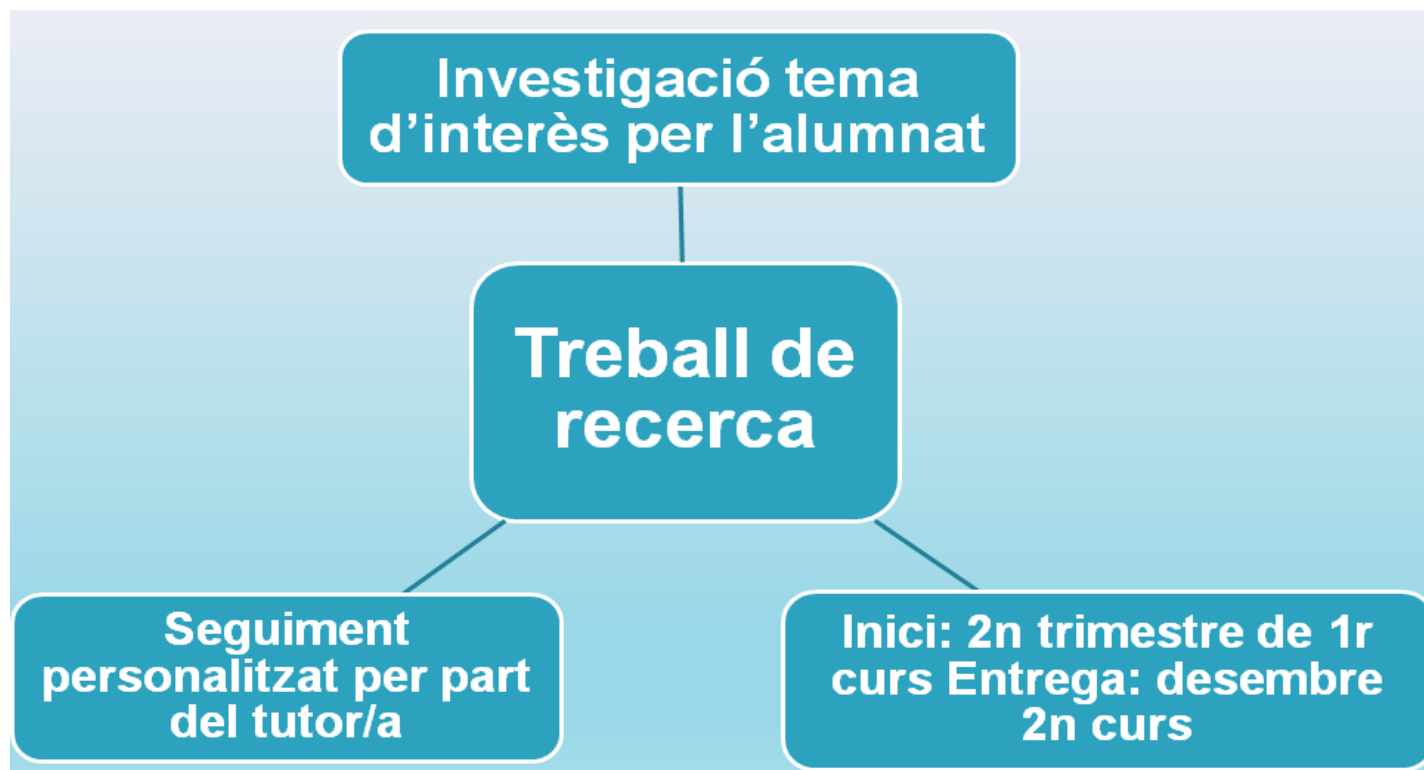 Investigació tema
d’interès per l’alumnat
Treball de
recerca
Seguiment
personalitzat per part
del tutor/a
Inici: 2n trimestre de 1r
curs Entrega: desembre
2n curs